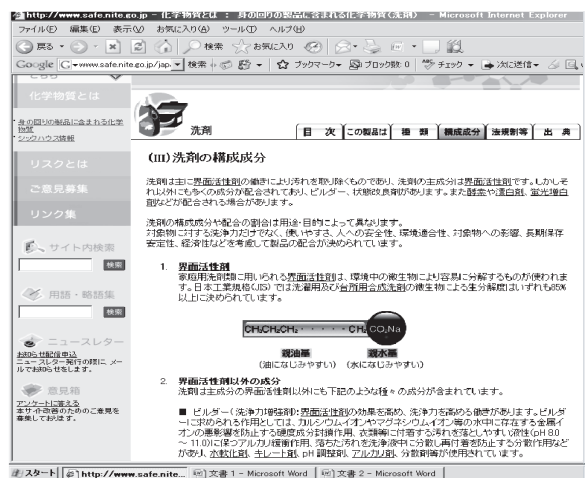 http://www.safe.nite.go.jp - 化学物質とは : 身の回りの製品に含まれる化学物質(洗剤) - Microsoft Internet Explorer
ファイル(F) 編集(E) 表示(V) お気に入り(A) ツール(T) ヘルプ(H)
戻る 検索 お気に入り
Google www.safe.nite.go.jp/jap 検索 ブックマーク ブロック数: 0 チェック 次に送信
化学物質とは
身の回りの製品に含まれる化学物質
シックハウス情報
リスクとは
ご意見募集
リンク集
サイト内検索
検索
用語・略語集
検索
ニュースレター
お知らせ配信申込
ニュースレター発行の際に、メールでお知らせをします。
意見箱
アンケートに答える
本サイト改善のためのご意見を募集しております。
洗剤
目 次 この製品は 種 類 構成成分 法規制等 出 典
(III) 洗剤の構成成分
洗剤は主に界面活性剤の働きにより汚れを取り除くものであり、洗剤の主成分は界面活性剤です。しかしそ
れ以外にも多くの成分が配合されてあり、ビルダー、状態改良剤があります。また酵素や漂白剤、蛍光増白
剤などが配合される場合があります。
洗剤の構成成分や配合の割合は用途・目的によって異なります。
対象物に対する洗浄力だけでなく、使いやすさ、人への安全性、環境適合性、対象物への影響、長期保存
安定性、経済性などを考慮して製品の配合が決められています。
1. 界面活性剤
家庭用洗剤類に用いられる界面活性剤は、環境中の微生物により容易に分解するものが使われま
す。日本工業規格(JIS) では洗濯用及び台所用合成洗剤の微生物による生分解度はいずれも85%
以上に決められています。
CH₃CH₂CH₂・・・・・CH₂ CO₂Na
親油基 親水基
(油になじみやすい) (水になじみやすい)
2. 界面活性剤以外の成分
洗剤は主成分の界面活性剤以外にも下記のような種々の成分が含まれています。
■ ビルダー(洗浄力増強剤): 界面活性剤の効果を高め、洗浄力を高める働きがあります。ビルダ
ーに求められる作用としては、カルシウムイオンやマグネシウムイオン等の水中に存在する金属イ
オンの悪影響を防止する硬度成分封鎖作用、衣類等に付着する汚れを落としやすい液性(pH 8.0
~ 11.0)に保つアルカリ緩衝作用、落ちた汚れを洗浄液中に分散し再付着を防止する分散作用など
があり、水軟化剤、キレート剤、pH 調整剤、アルカリ剤、分散剤等が使用されています。
スタート http://www.safe.nite... 文書 1 - Microsoft Word 文書 2 - Microsoft Word